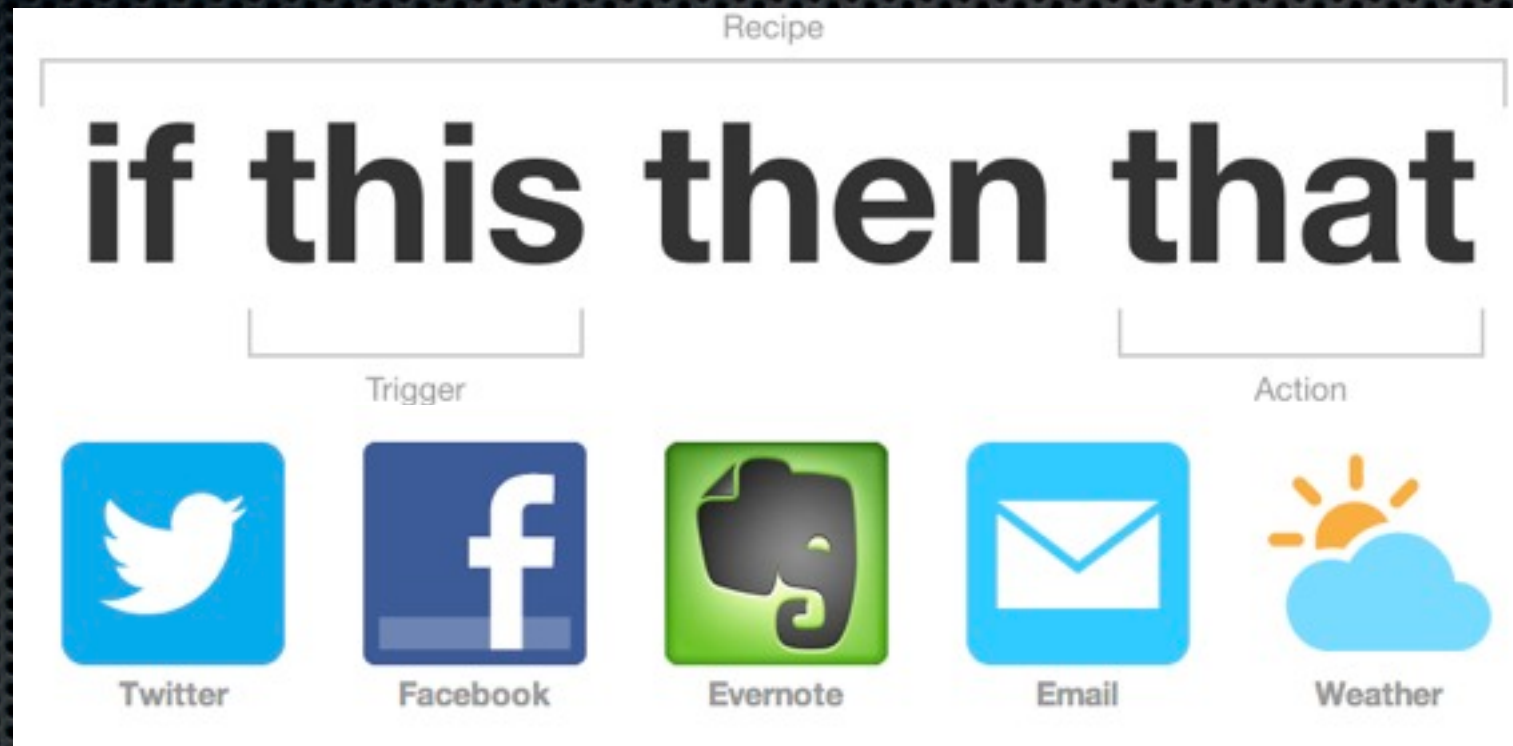 Recipe
if this then that
Trigger Action
Twitter Facebook Evernote Email Weather